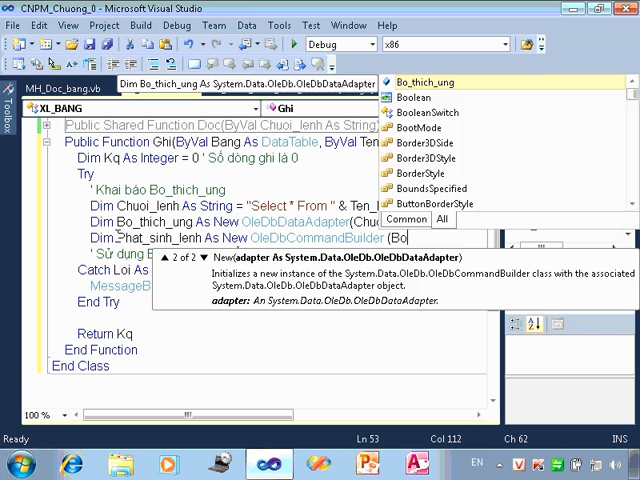 CNPM_Chuong_0 - Microsoft Visual Studio
File Edit View Project Build Debug Team Data Tools Test Window Help
Debug x86
MH_Doc_bang.vb
Dim Bo_thich_ung As System.Data.OleDb.OleDbDataAdapter
Toolbox
XL_BANG Ghi
Public Shared Function Doc(ByVal Chuoi_lenh As String)
Public Function Ghi(ByVal Bang As DataTable, ByVal Ten
Dim Kq As Integer = 0 ' Số dòng ghi là 0
Try
' Khai báo Bo_thich_ung
Dim Chuoi_lenh As String = "Select * From " & Ten_
Dim Bo_thich_ung As New OleDbDataAdapter(Chu
Dim Phat_sinh_lenh As New OleDbCommandBuilder (Bo
' Sử dụng
Catch Loi As
MessageB
End Try
Return Kq
End Function
End Class
Bo_thich_ung
Boolean
BooleanSwitch
BootMode
Border3DSide
Border3DStyle
BorderStyle
BoundsSpecified
ButtonBorderStyle
Common All
2 of 2 New(adapter As System.Data.OleDb.OleDbDataAdapter)
Initializes a new instance of the System.Data.OleDb.OleDbCommandBuilder class with the associated
System.Data.OleDb.OleDbDataAdapter object.
adapter: An System.Data.OleDb.OleDbDataAdapter.
100 %
Ready Ln 53 Col 112 Ch 62 INS
EN